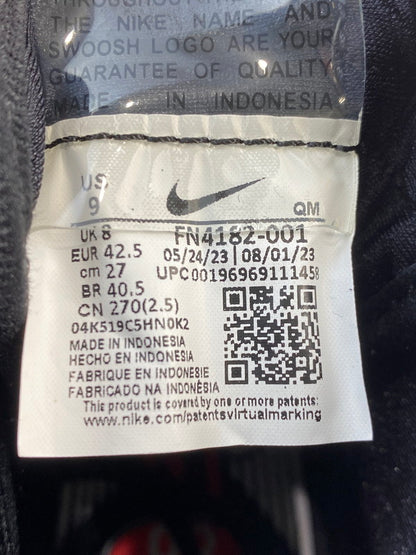 THE NIKE NAME AND
SWOOSH LOGO ARE YOUR
GUARANTEE OF QUALITY
MADE IN INDONESIA
US
9
QM
UK 8
FN4182-001
EUR 42.5
05/24/23 | 08/01/23
cm 27
UPC00196969111458
BR 40.5
CN 270(2.5)
04K519C5HN0K2
MADE IN INDONESIA
HECHO EN INDONESIA
FABRIQUE EN INDONESIE
FABRICADO NA INDONÉSIA
This product is covered by one or more patents:
www.nike.com/patentsvirtualmarking